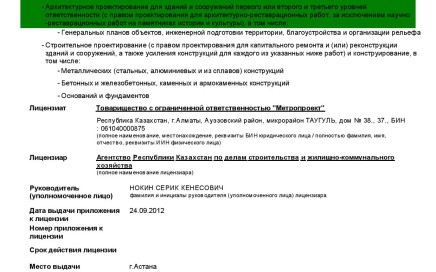 - Архитектурное проектирование для зданий и сооружений первого или второго и третьего уровней
ответственности (с правом проектирования для архитектурно-реставрационных работ, за исключением научно
-реставрационных работ на памятниках истории и культуры), в том числе:
- Генеральных планов объектов, инженерной подготовки территории, благоустройства и организации рельефа
- Строительное проектирование (с правом проектирования для капитального ремонта и (или) реконструкции
зданий и сооружений, а также усиления конструкций для каждого из указанных ниже работ) и конструирование, в
том числе:
- Металлических (стальных, алюминиевых и из сплавов) конструкций
- Бетонных и железобетонных, каменных и армокаменных конструкций
- Оснований и фундаментов
Лицензиат Товарищество с ограниченной ответственностью "Метропроект"
Республика Казахстан, г.Алматы, Ауэзовский район, микрорайон ТАУГУЛЬ, дом № 38., 37., БИН
: 061040000875
(полное наименование, местонахождение, реквизиты БИН юридического лица / полностью фамилия, имя,
отчество, реквизиты ИИН физического лица)
Лицензиар Агентство Республики Казахстан по делам строительства и жилищно-коммунального
хозяйства
(полное наименование лицензиара)
Руководитель НОКИН СЕРИК КЕНЕСОВИЧ
(уполномоченное лицо) фамилия и инициалы руководителя (уполномоченного лица) лицензиара
Дата выдачи приложения 24.09.2012
к лицензии
Номер приложения к
лицензии
Срок действия лицензии
Место выдачи г.Астана